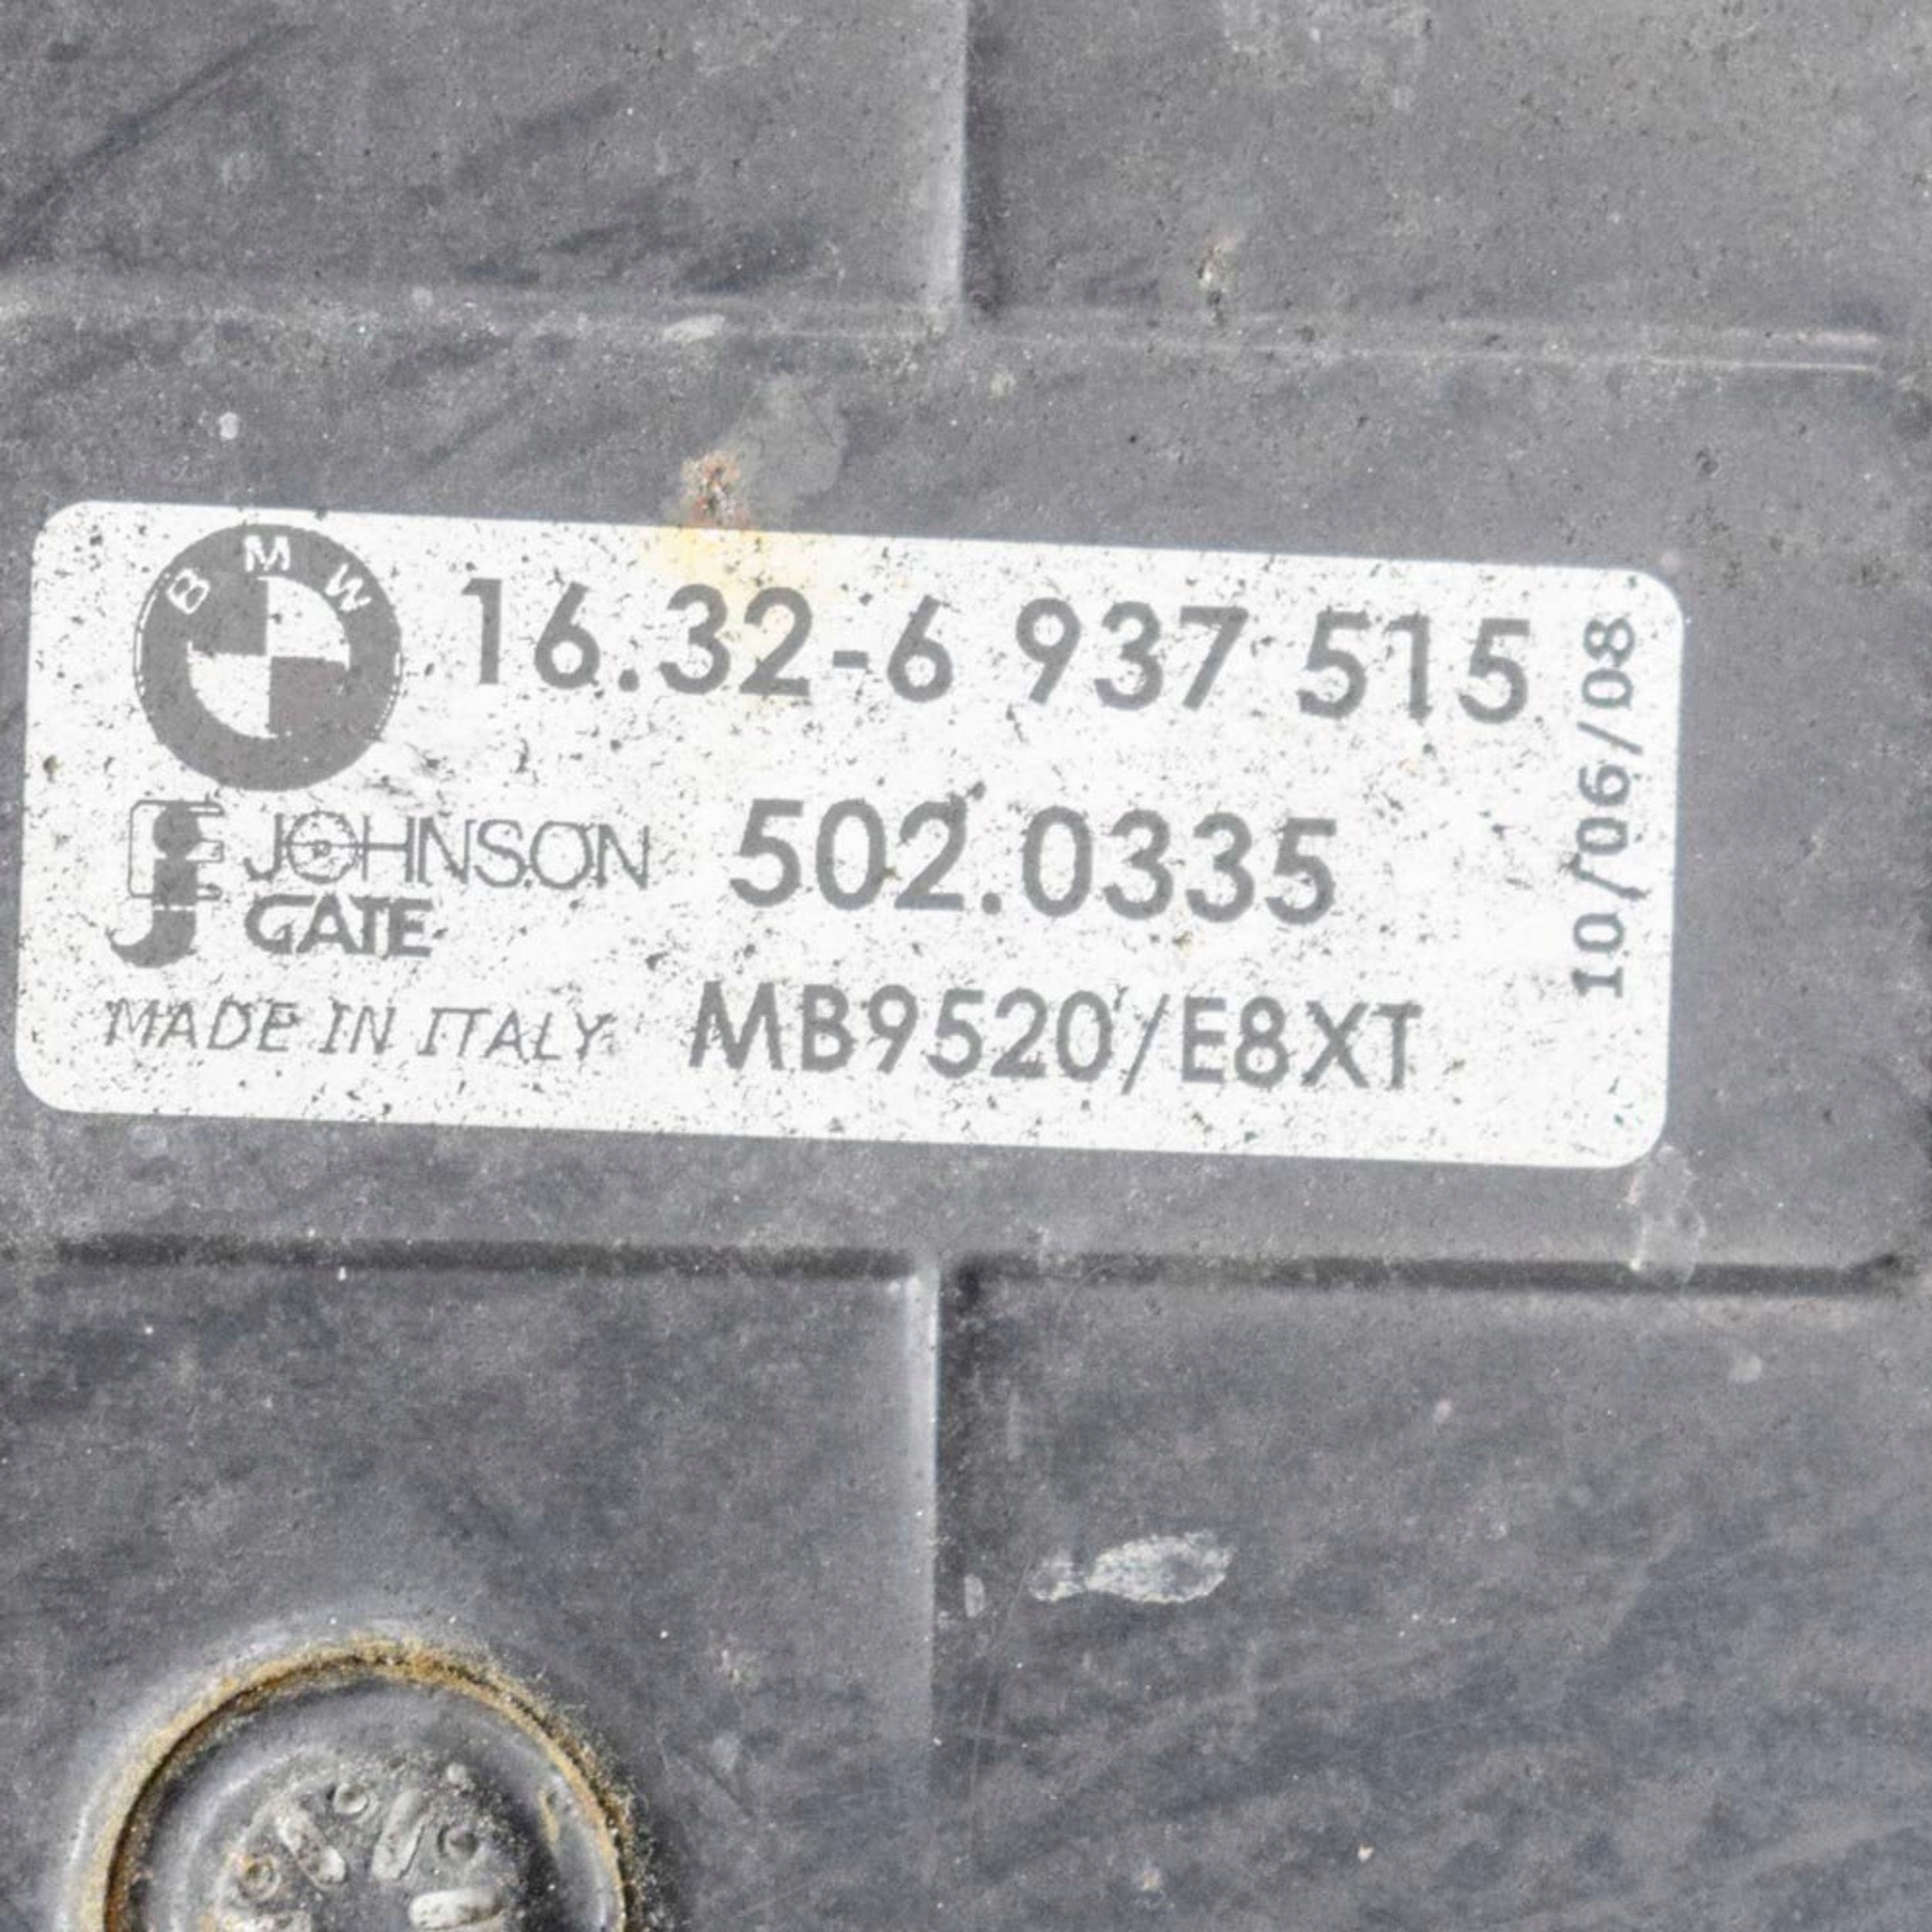 BMW
16.32-6 937 515
JOHNSON 502.0335
GATE
MADE IN ITALY MB9520/E8XT
10/06/08